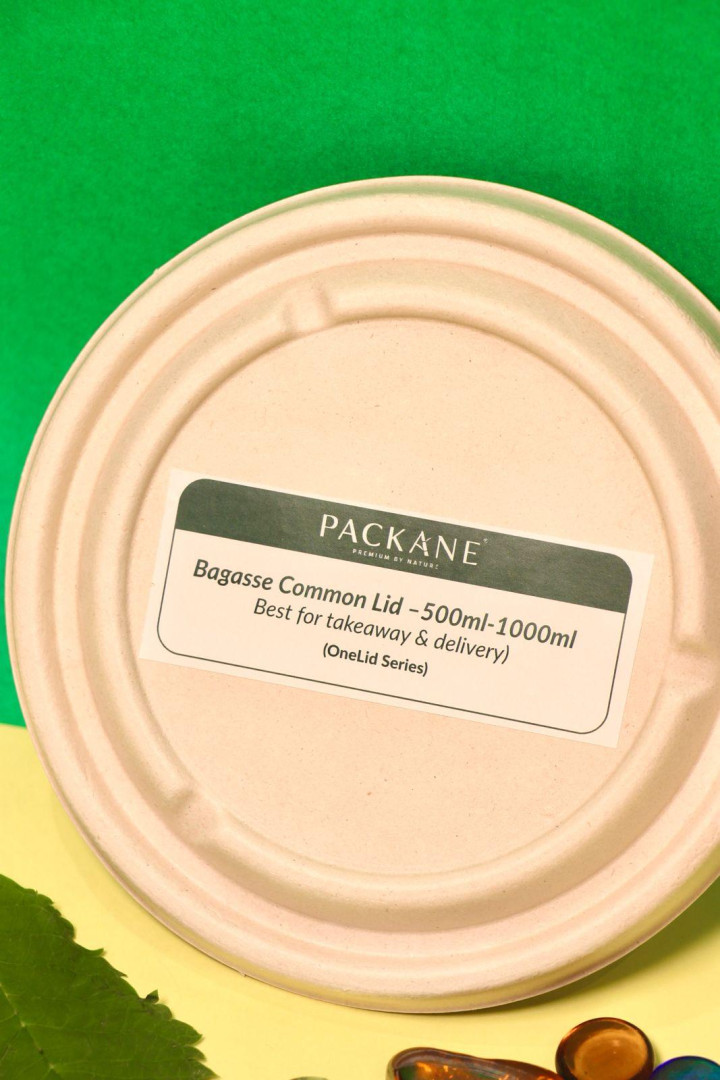 PACKANE
PREMIUM BY NATURE
Bagasse Common Lid –500ml-1000ml
Best for takeaway & delivery)
(OneLid Series)